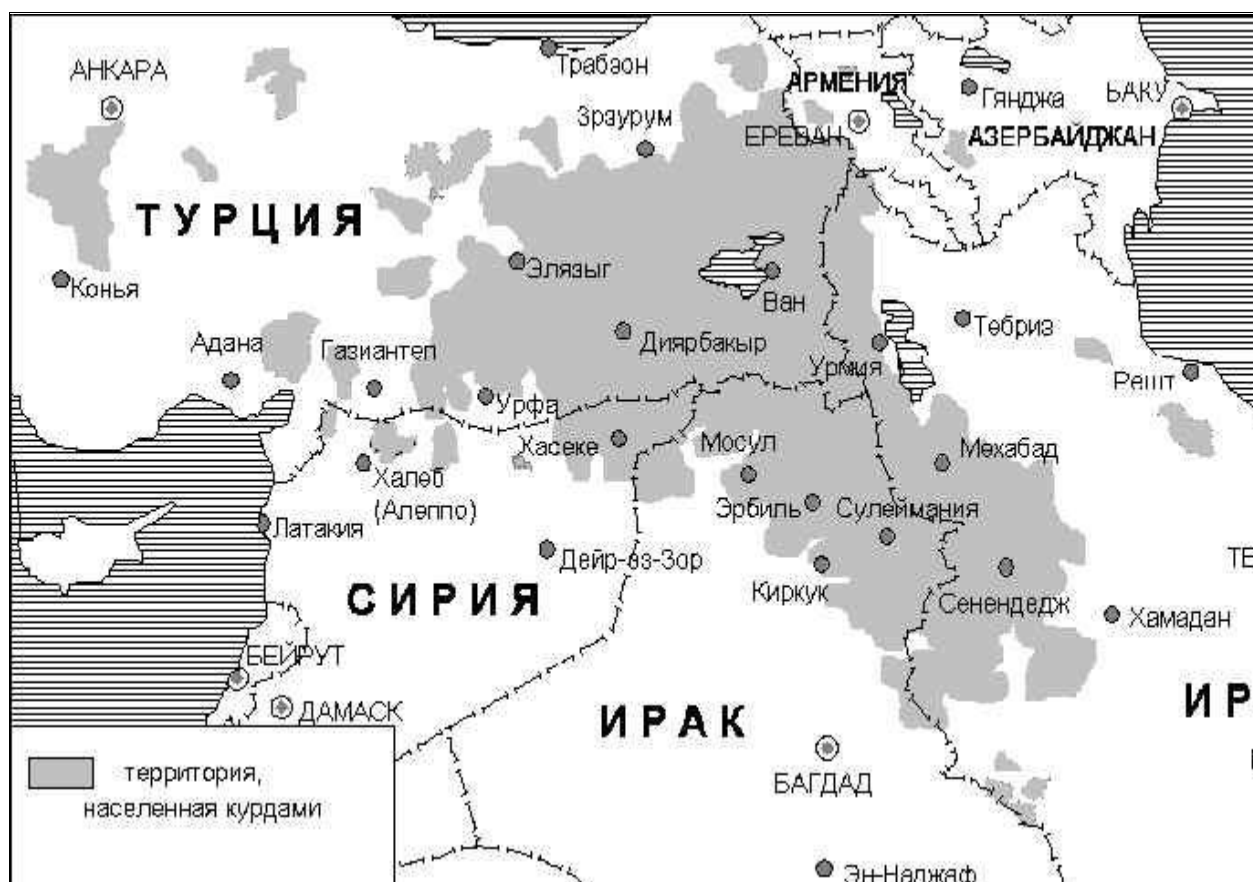 Трабзон
АНКАРА
АРМЕНИЯ
Гянджа
БАКУ
Эрзурум
ЕРЕВАН
АЗЕРБАЙДЖАН
ТУРЦИЯ
Элязыг
Конья
Ван
Тебриз
Адана
Газиантеп
Диярбакыр
Урмия
Решт
Урфа
Хасеке
Мосул
Мехабад
Халеб
(Алеппо)
Эрбиль
Сулеймания
Латакия
Дейр-эз-Зор
ТЕ
СИРИЯ
Киркук
Сенендедж
Хамадан
БЕЙРУТ
ДАМАСК
ИРАК
ИР
БАГДАД
территория,
населенная курдами
Эн-Наджаф